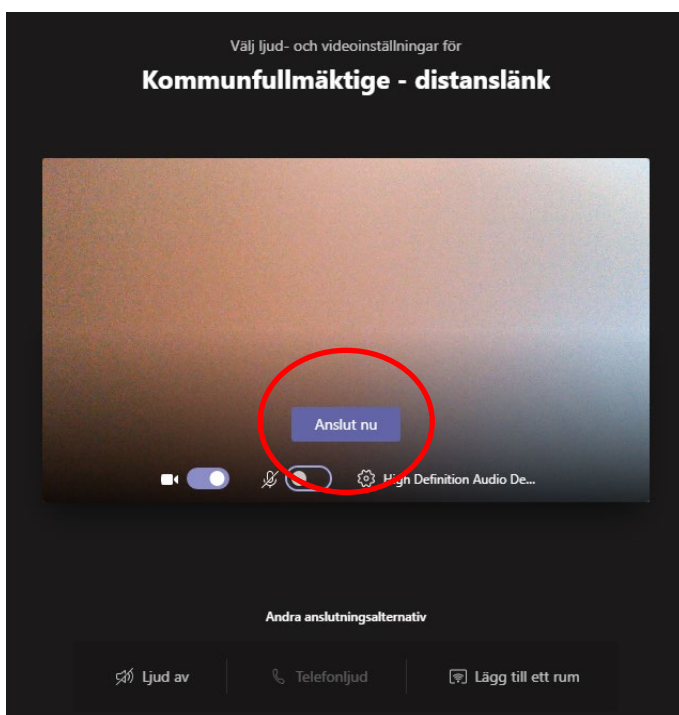 Välj ljud- och videoinställningar för
Kommunfullmäktige - distanslänk
Anslut nu
High Definition Audio De...
Andra anslutningsalternativ
Ljud av
Telefonljud
Lägg till ett rum